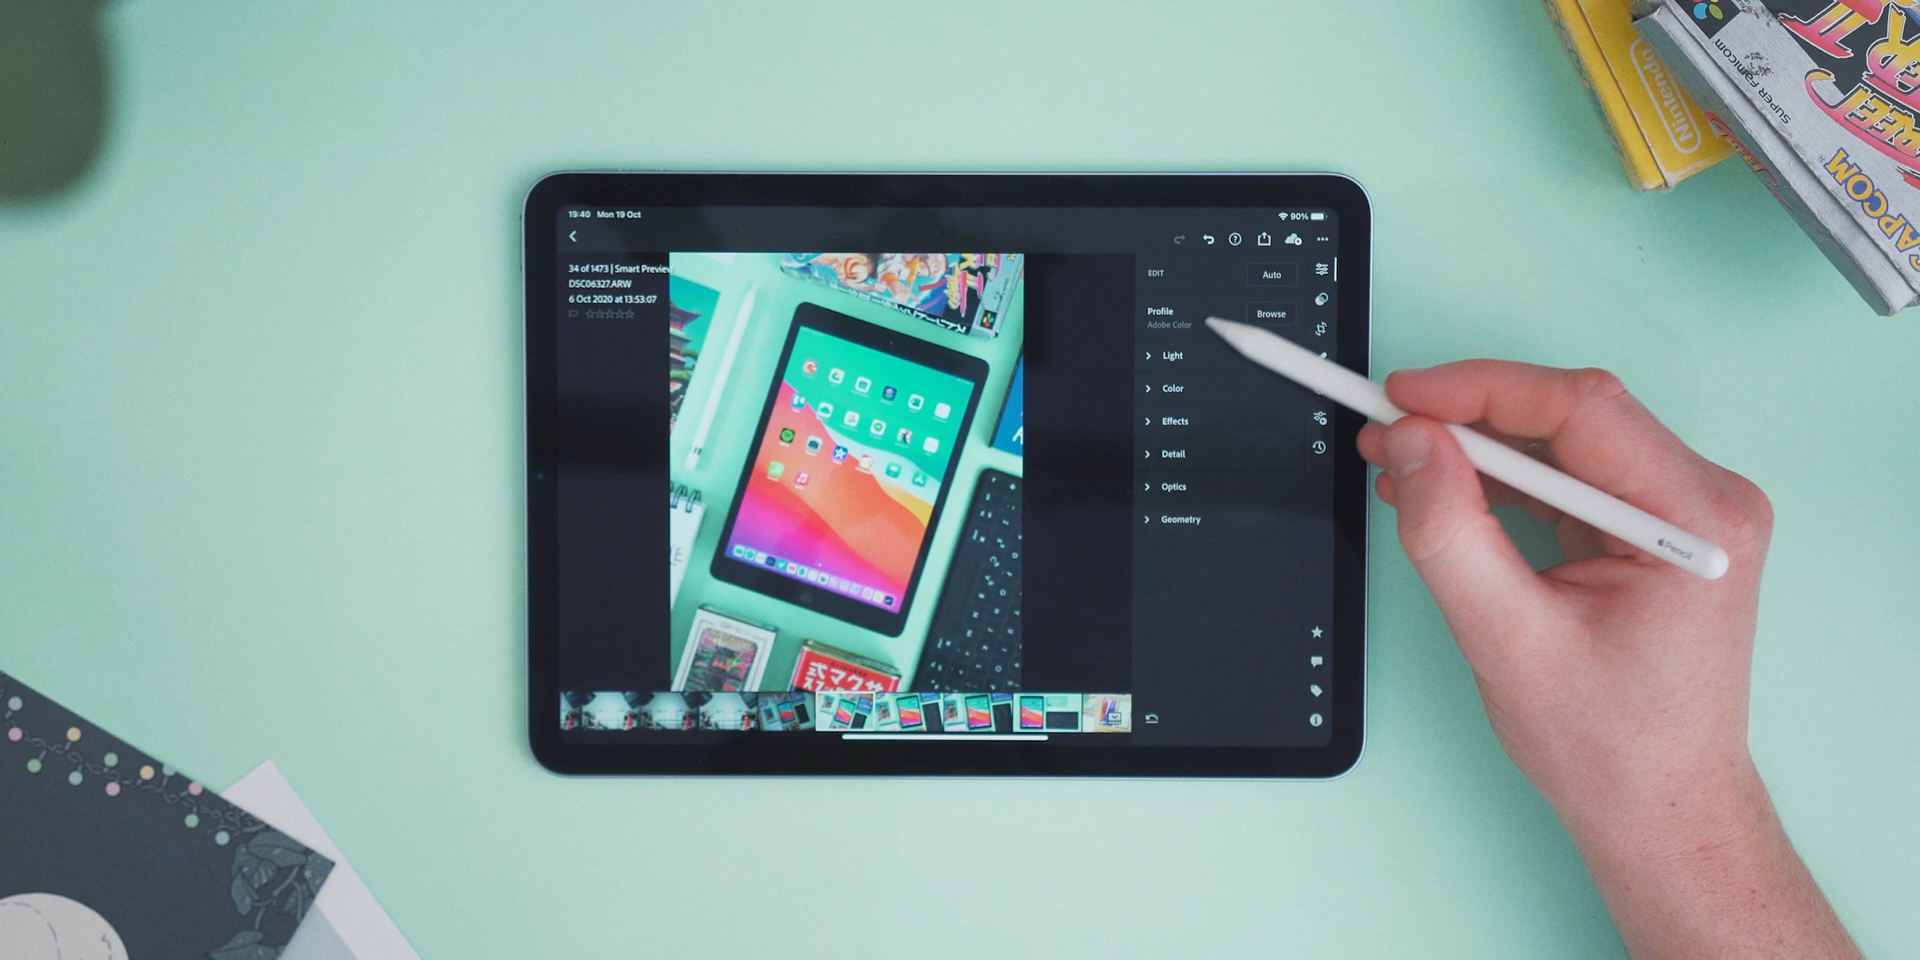 19:40 Mon 19 Oct
90%
34 of 1473 | Smart Preview
DSC06327.ARW
6 Oct 2020 at 13:53:07
EDIT
Auto
Profile
Adobe Color
Browse
Light
Color
Effects
Detail
Optics
Geometry
Pencil
Nintendo
SUPER FAMICOM
CAPCOM